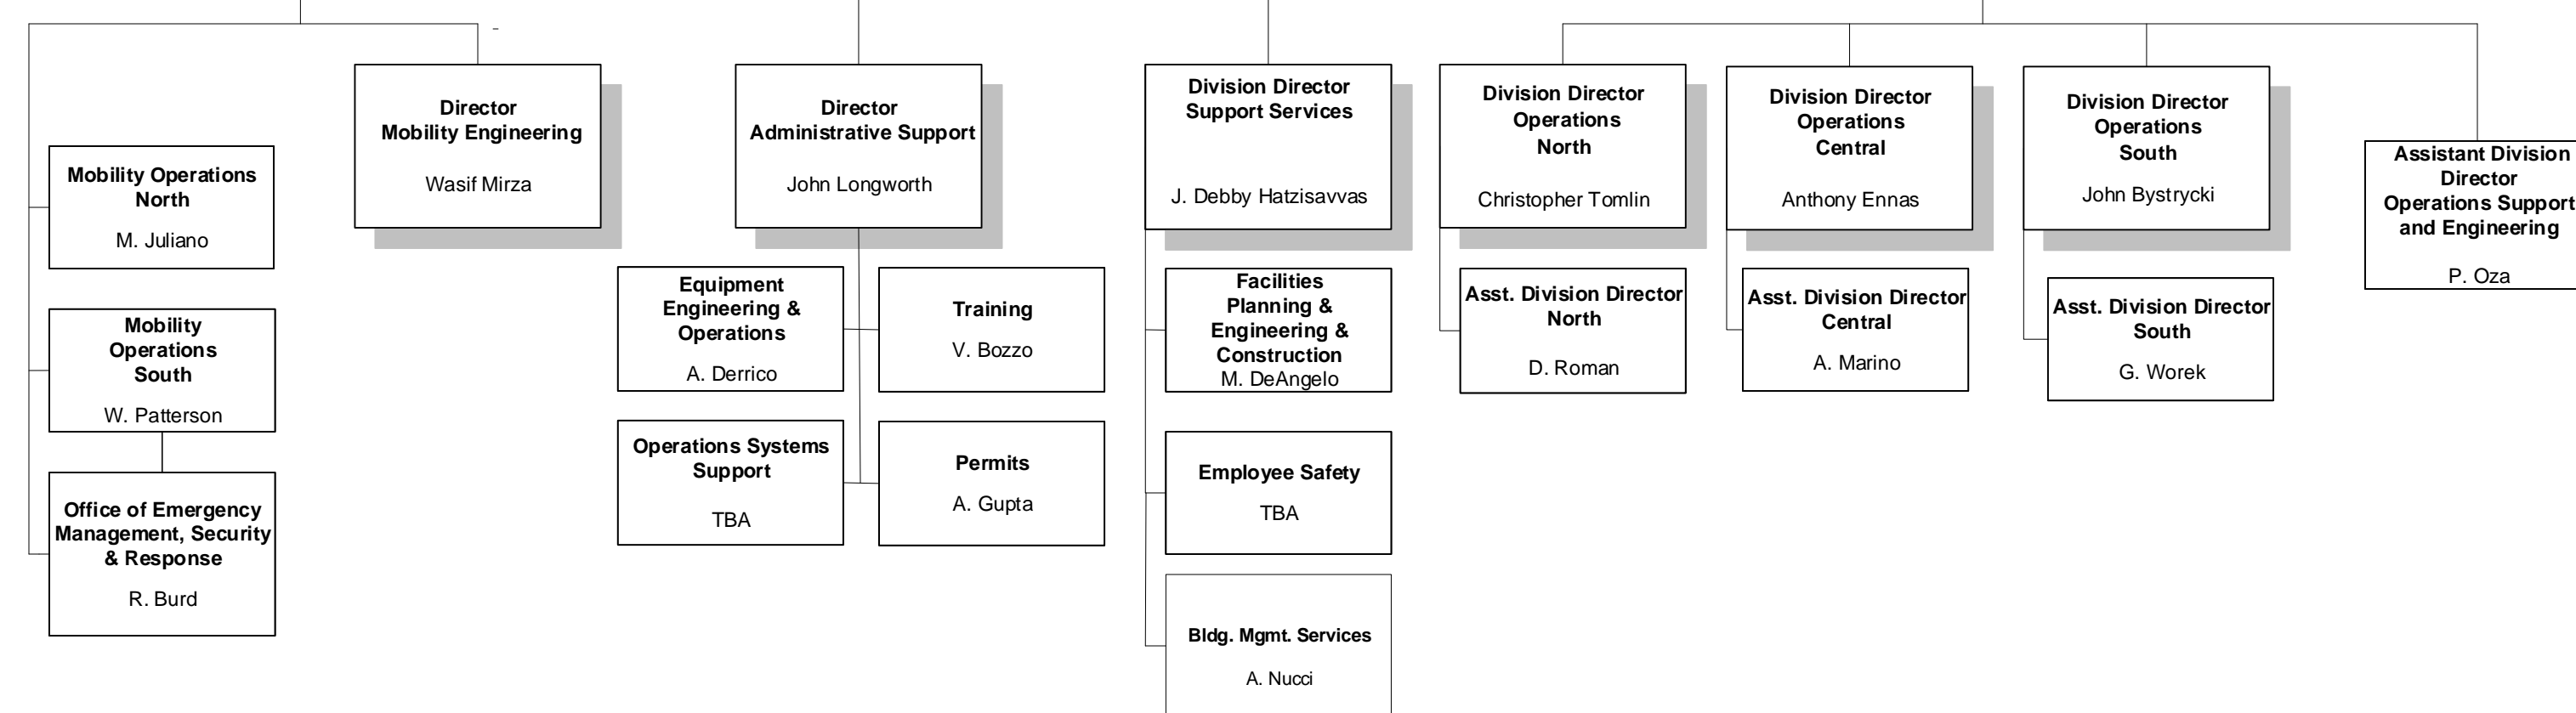 Director
Mobility Engineering
Wasif Mirza
Director
Administrative Support
John Longworth
Division Director
Support Services
J. Debby Hatzisavvas
Division Director
Operations
North
Christopher Tomlin
Division Director
Operations
Central
Anthony Ennas
Division Director
Operations
South
John Bystrycki
Assistant Division
Director
Operations Support
and Engineering
P. Oza
Mobility Operations
North
M. Juliano
Mobility
Operations
South
W. Patterson
Office of Emergency
Management, Security
& Response
R. Burd
Equipment
Engineering &
Operations
A. Derrico
Training
V. Bozzo
Operations Systems
Support
TBA
Permits
A. Gupta
Facilities
Planning &
Engineering &
Construction
M. DeAngelo
Employee Safety
TBA
Bldg. Mgmt. Services
A. Nucci
Asst. Division Director
North
D. Roman
Asst. Division Director
Central
A. Marino
Asst. Division Director
South
G. Worek